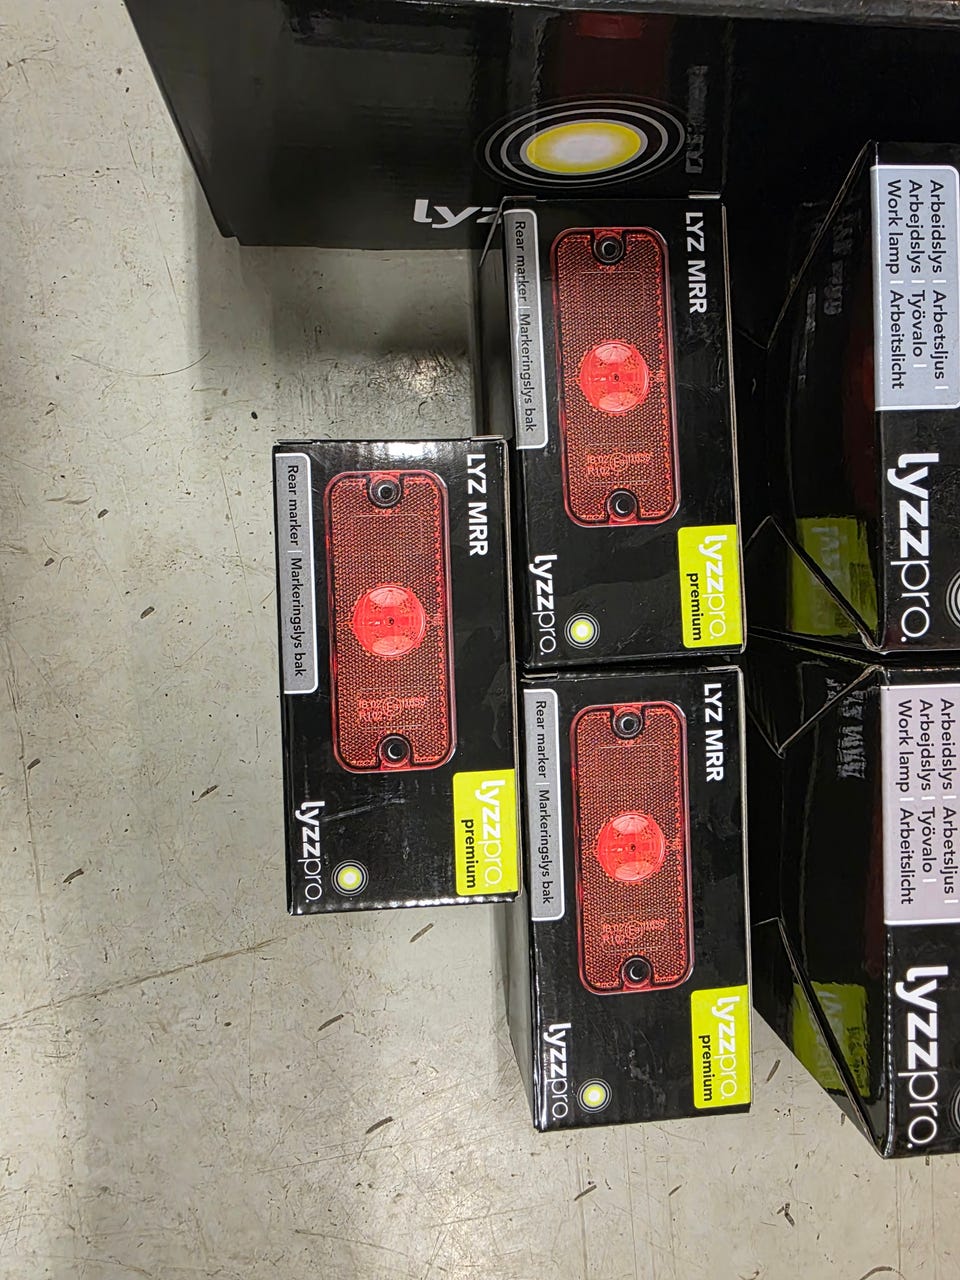 lyz
LYZ MRR
Rear marker | Markeringslys bak
lyzzpro.
premium
lyzzpro.
LYZ MRR
Rear marker | Markeringslys bak
lyzzpro.
premium
lyzzpro.
LYZ MRR
Rear marker | Markeringslys bak
lyzzpro.
premium
lyzzpro.
Arbeidslys | Arbetsljus |
Arbejdslys | Työvalo |
Work lamp | Arbeitslicht
lyzzpro.
Arbeidslys | Arbetsljus |
Arbejdslys | Työvalo |
Work lamp | Arbeitslicht
lyzzpro.